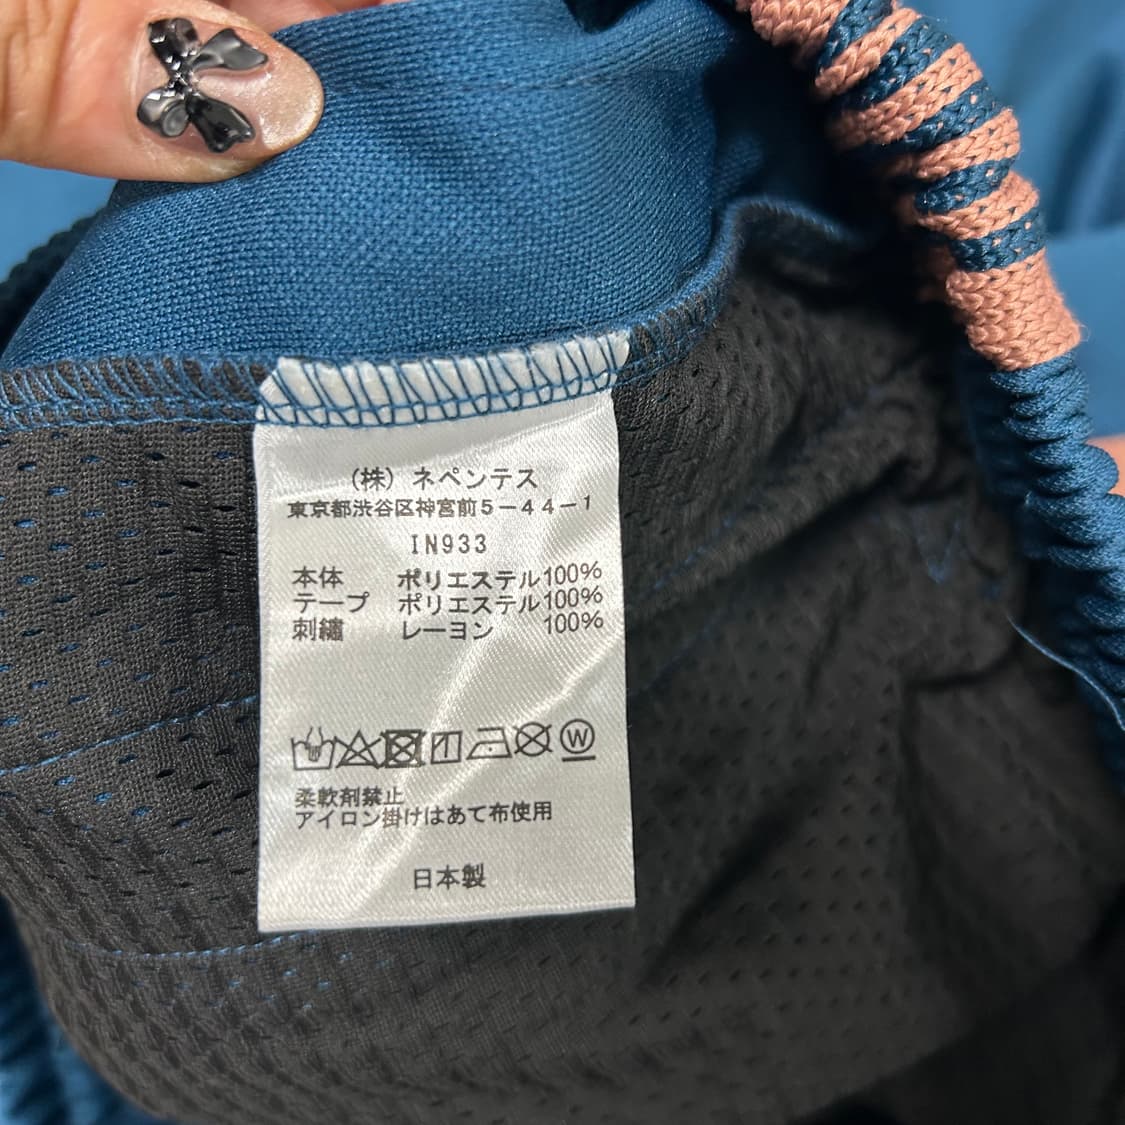 （株）ネペンテス
東京都渋谷区神宮前5－44－1
IN933
本体 ポリエステル100%
テープ ポリエステル100%
刺繡 レーヨン 100%
W
柔軟剤禁止
アイロン掛けはあて布使用
日本製